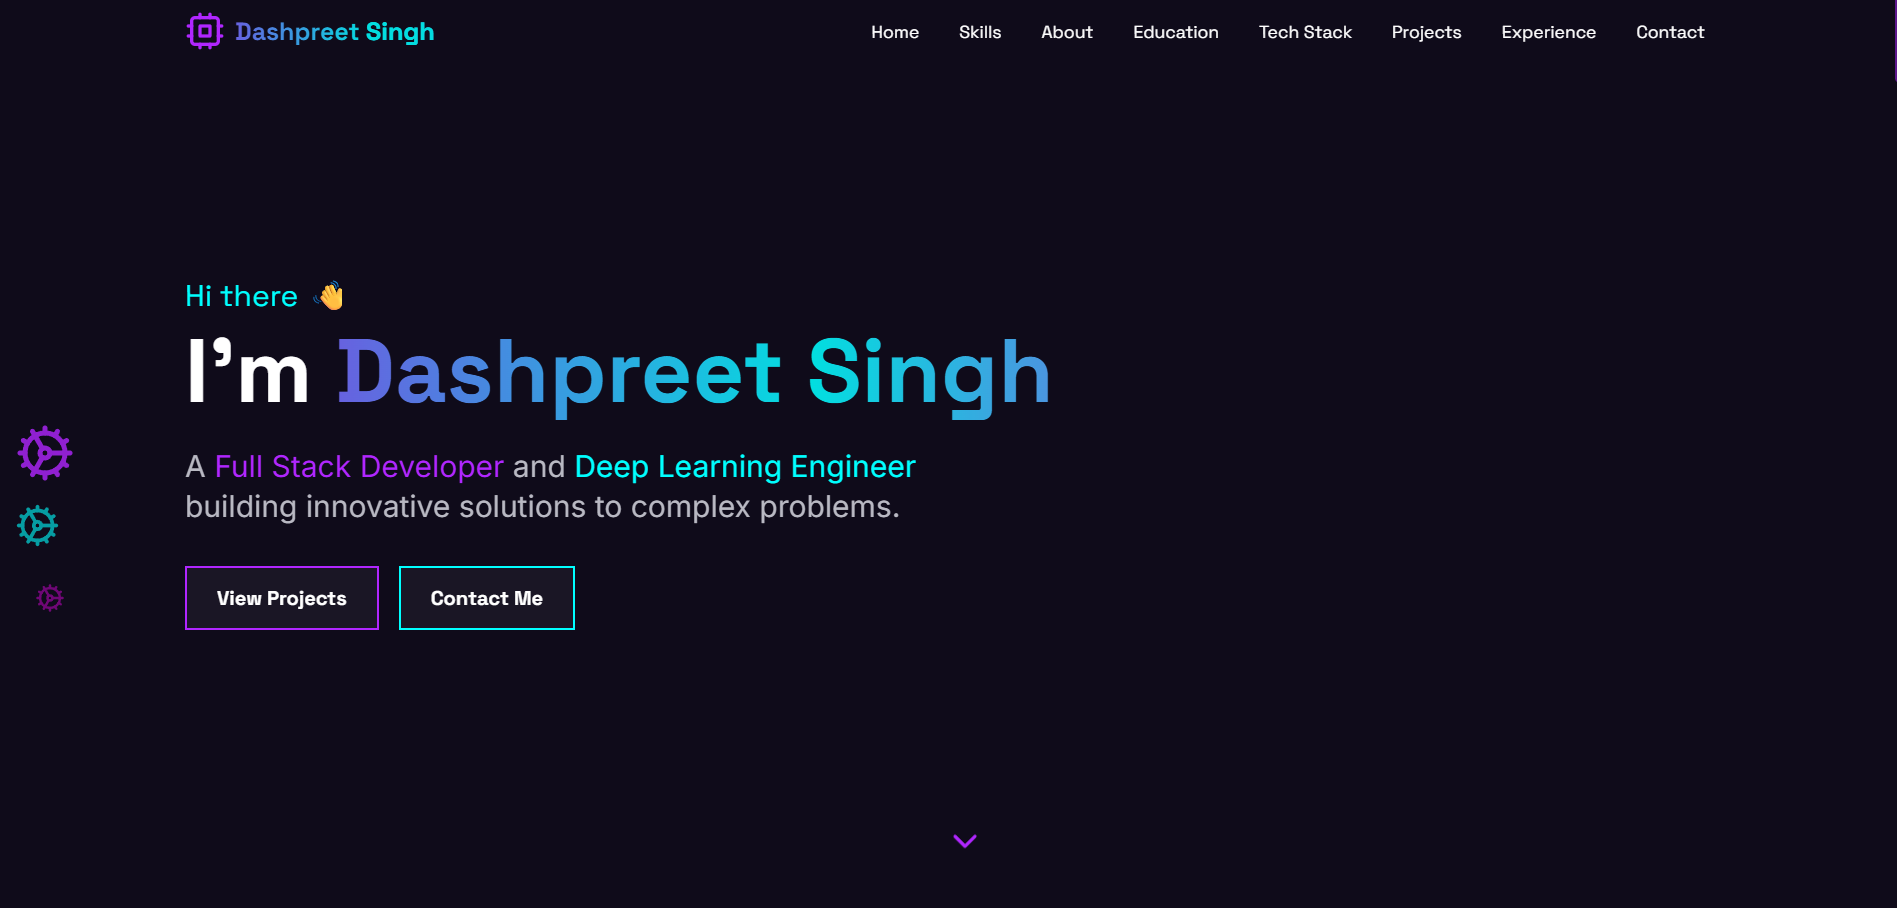 Dashpreet Singh
Home Skills About Education Tech Stack Projects Experience Contact
Hi there 👋
I'm Dashpreet Singh
A Full Stack Developer and Deep Learning Engineer
building innovative solutions to complex problems.
View Projects
Contact Me